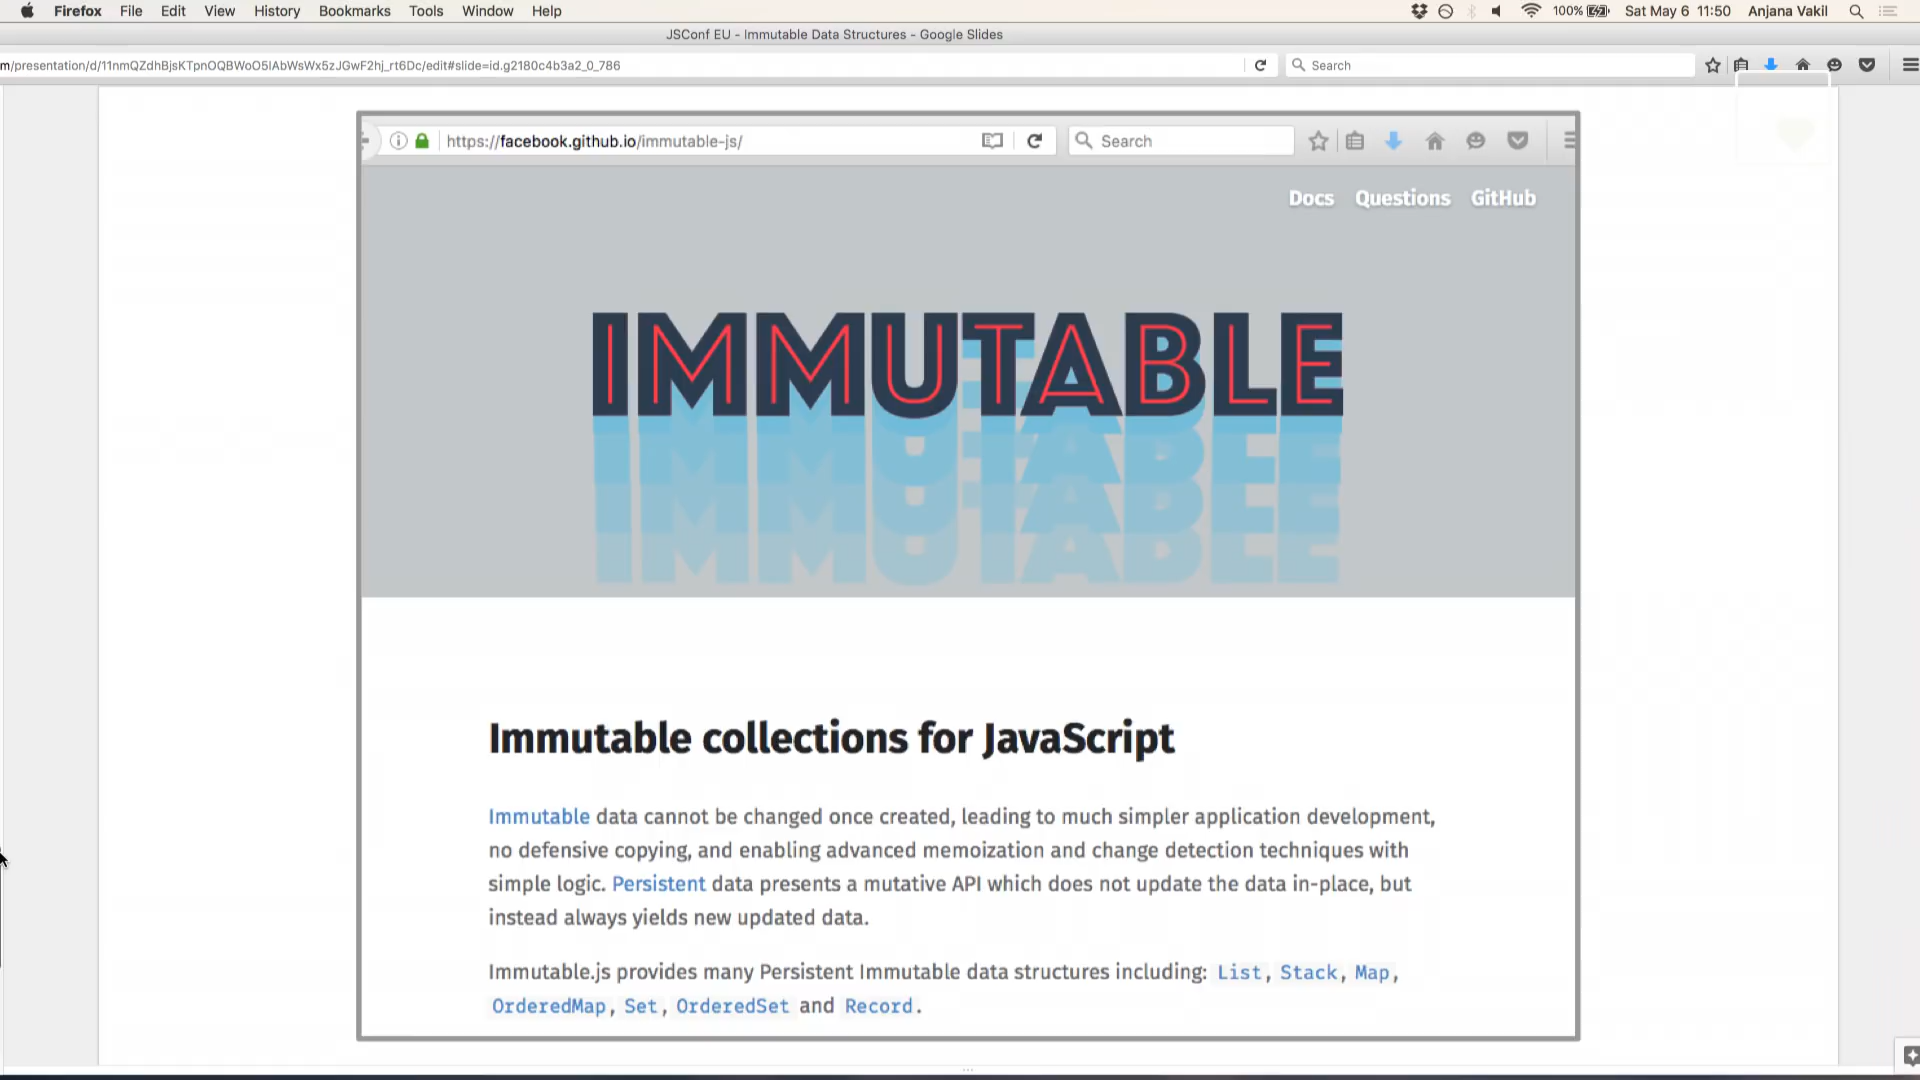 Firefox File Edit View History Bookmarks Tools Window Help 100% Sat May 6 11:50 Anjana Vakil
JSConf EU - Immutable Data Structures - Google Slides
m/presentation/d/11nmQZdhBjsKTpnOQBWoO5IAbWsWx5zJGwF2hj_rt6Dc/edit#slide=id.g2180c4b3a2_0_786 Search
https://facebook.github.io/immutable-js/ Search
Docs Questions GitHub
IMMUTABLE
Immutable collections for JavaScript
Immutable data cannot be changed once created, leading to much simpler application development,
no defensive copying, and enabling advanced memoization and change detection techniques with
simple logic. Persistent data presents a mutative API which does not update the data in-place, but
instead always yields new updated data.
Immutable.js provides many Persistent Immutable data structures including: List, Stack, Map,
OrderedMap, Set, OrderedSet and Record.